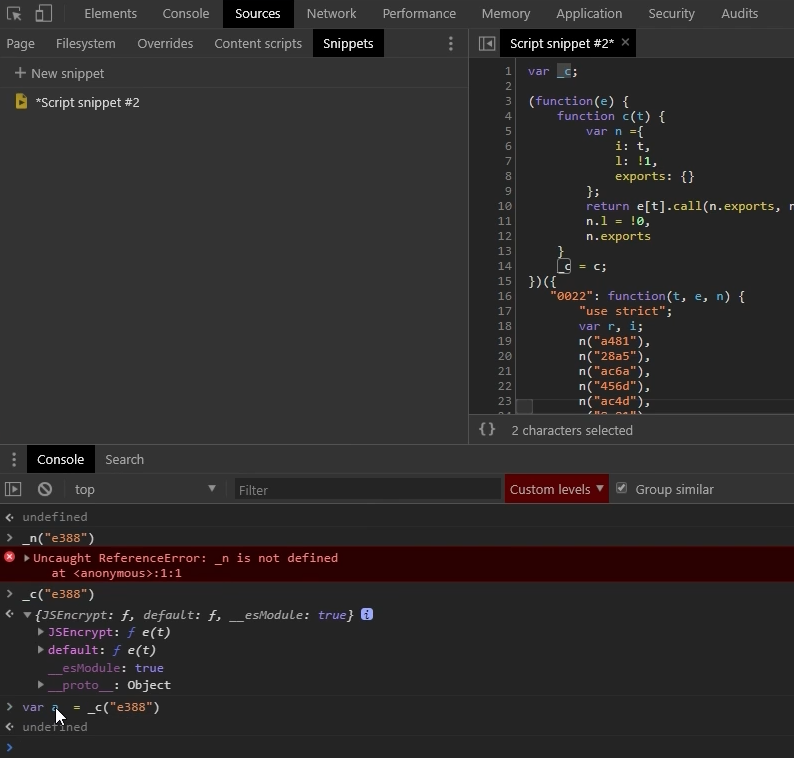 Elements Console Sources Network Performance Memory Application Security Audits
Page Filesystem Overrides Content scripts Snippets
Script snippet #2* ×
+ New snippet
*Script snippet #2
1 var _c;
2
3 (function(e) {
4 function c(t) {
5 var n ={
6 i: t,
7 l: !1,
8 exports: {}
9 };
10 return e[t].call(n.exports, n
11 n.l = !0,
12 n.exports
13 }
14 _c = c;
15 })({
16 "0022": function(t, e, n) {
17 "use strict";
18 var r, i;
19 n("a481"),
20 n("28a5"),
21 n("ac6a"),
22 n("456d"),
23 n("ac4d"),
{} 2 characters selected
Console Search
top Filter Custom levels Group similar
undefined
_n("e388")
Uncaught ReferenceError: _n is not defined
at <anonymous>:1:1
_c("e388")
{JSEncrypt: ƒ, default: ƒ, __esModule: true} i
JSEncrypt: ƒ e(t)
default: ƒ e(t)
__esModule: true
__proto__: Object
var a = _c("e388")
undefined